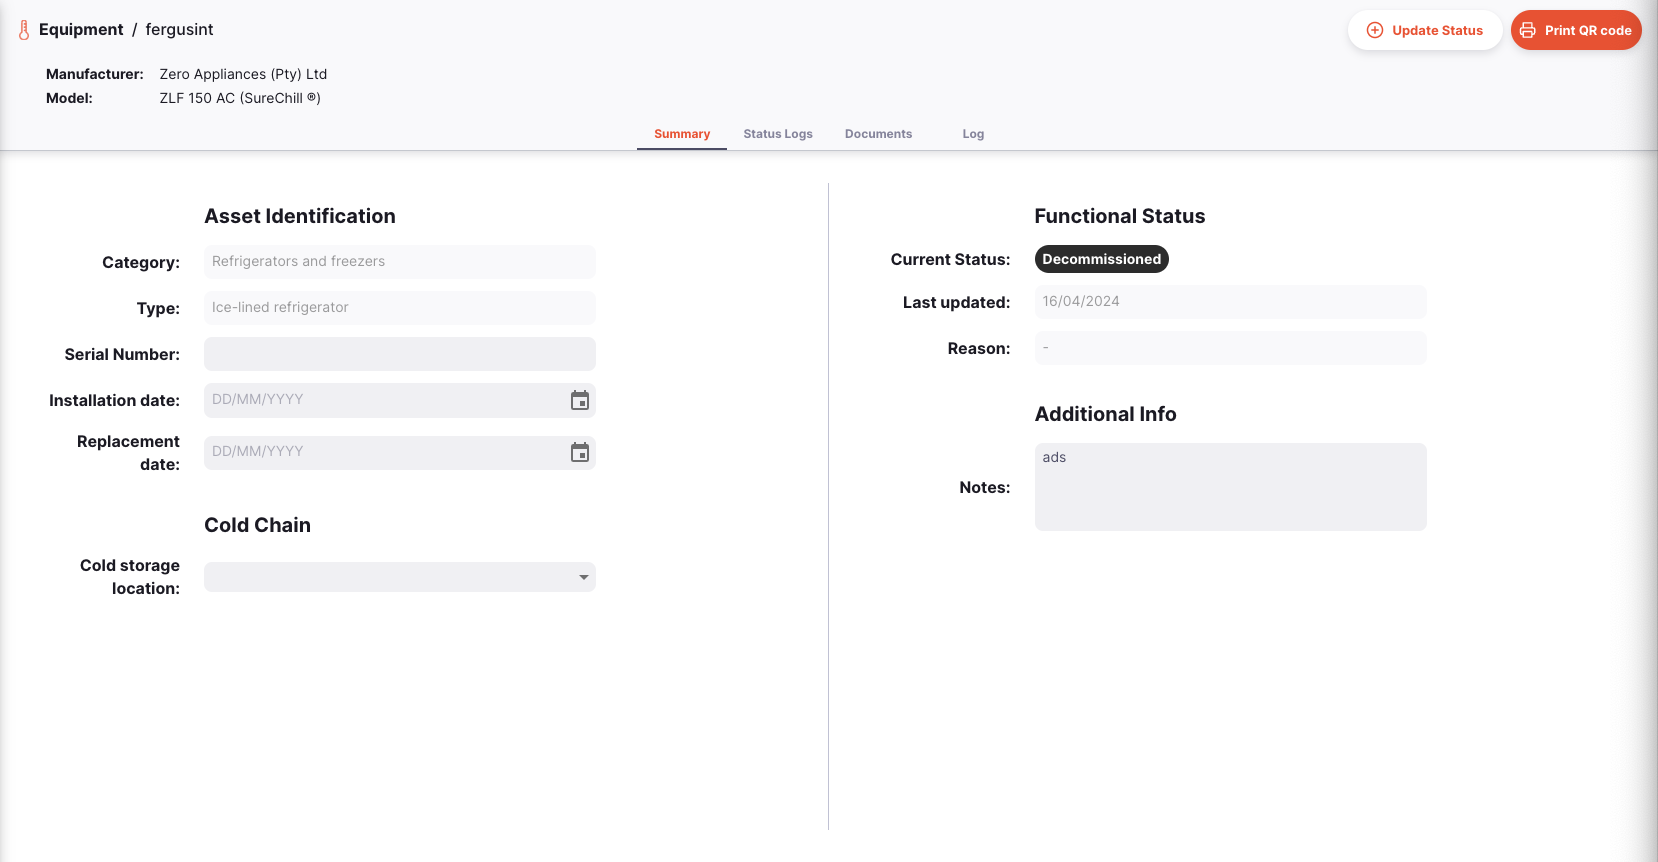 Equipment / fergusint
Update Status
Print QR code
Manufacturer: Zero Appliances (Pty) Ltd
Model: ZLF 150 AC (SureChill ®)
Summary
Status Logs
Documents
Log
Asset Identification
Category: Refrigerators and freezers
Type: Ice-lined refrigerator
Serial Number:
Installation date: DD/MM/YYYY
Replacement
date: DD/MM/YYYY
Cold Chain
Cold storage
location:
Functional Status
Current Status: Decommissioned
Last updated: 16/04/2024
Reason: -
Additional Info
Notes: ads